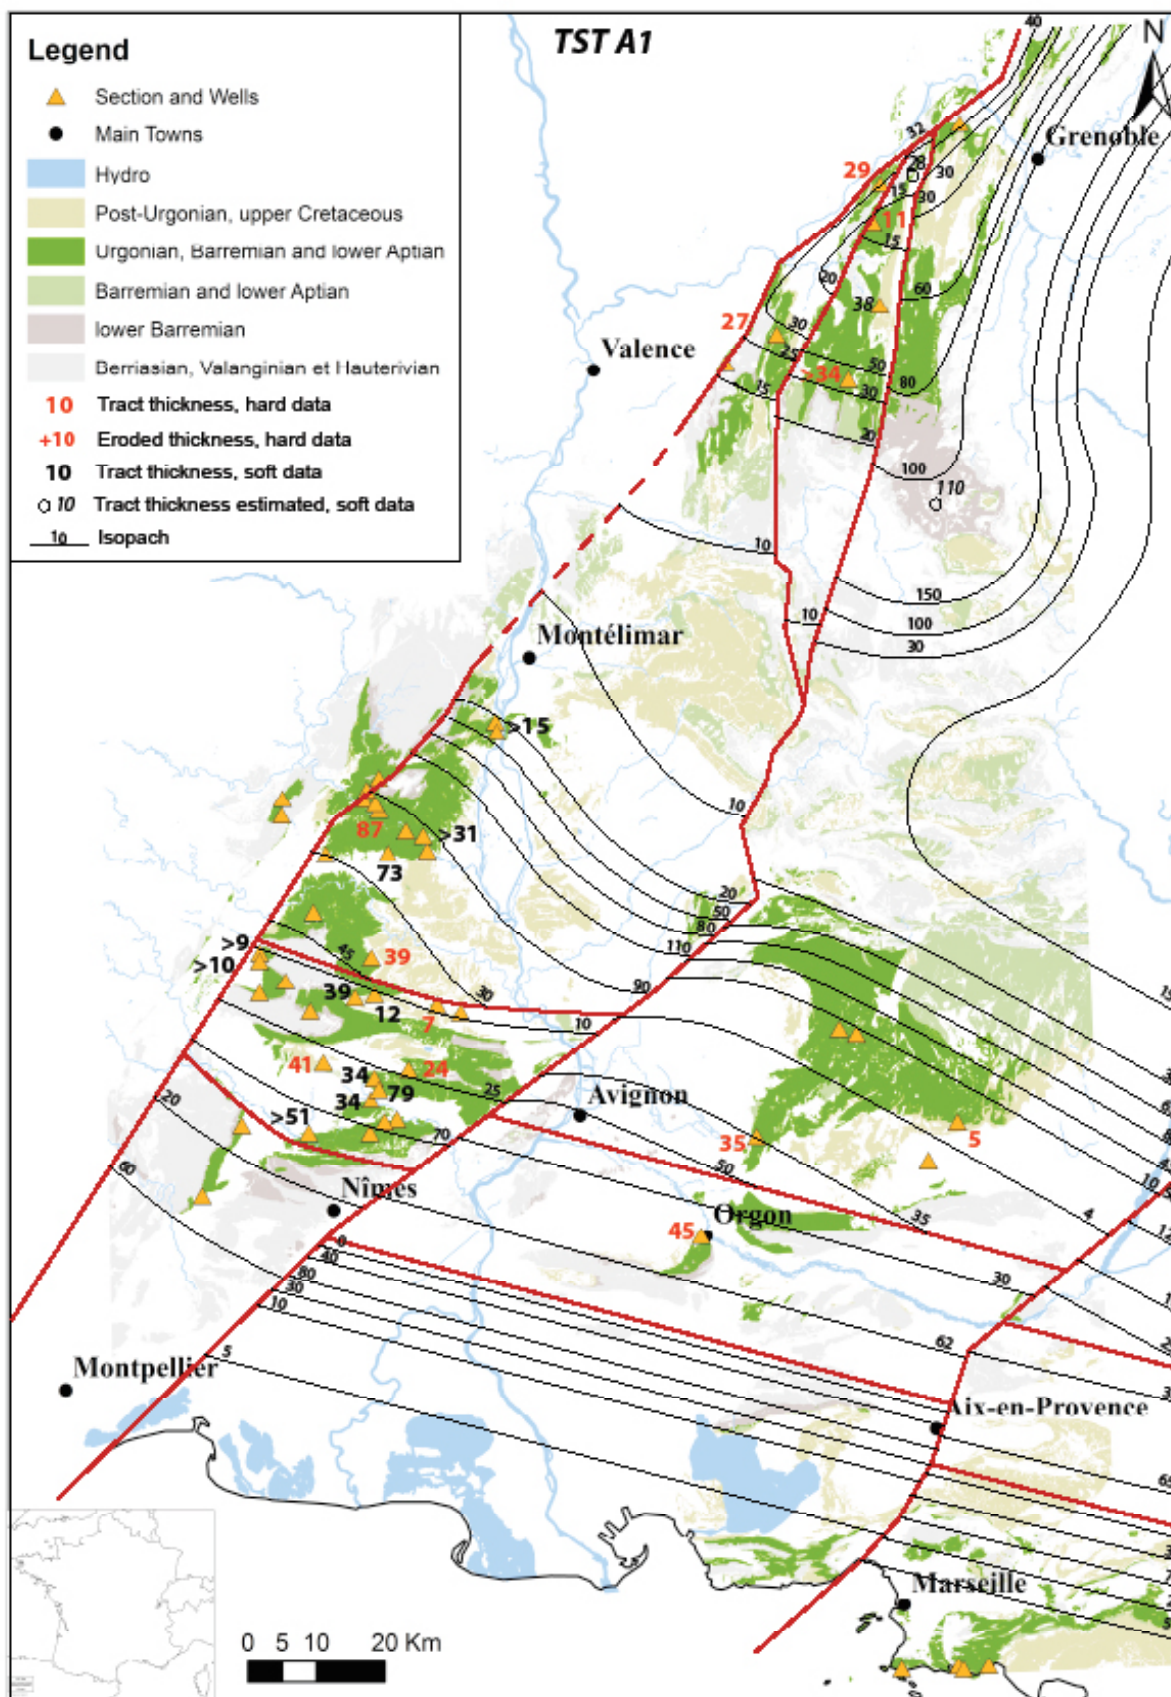 TST A1
N
Legend
Section and Wells
Main Towns
Hydro
Post-Urgonian, upper Cretaceous
Urgonian, Barremian and lower Aptian
Barremian and lower Aptian
lower Barremian
Berriasian, Valanginian et Hauterivian
10 Tract thickness, hard data
+10 Eroded thickness, hard data
10 Tract thickness, soft data
10 Tract thickness estimated, soft data
10 Isopach
40
Grenoble
32
28
30
29
15
30
11
15
20
38
60
27
30
25
50
Valence
>34
30
80
15
20
100
110
10
150
10
100
30
Montélimar
>15
10
87
>31
73
20
50
80
110
90
15
>9
>10
45
39
30
39
12
7
10
41
24
34
79
34
25
Avignon
>51
70
20
35
5
50
60
Nîmes
Orgon
45
35
4
10
12
0
40
80
30
10
30
62
5
Montpellier
Aix-en-Provence
Marseille
0 5 10 20 Km